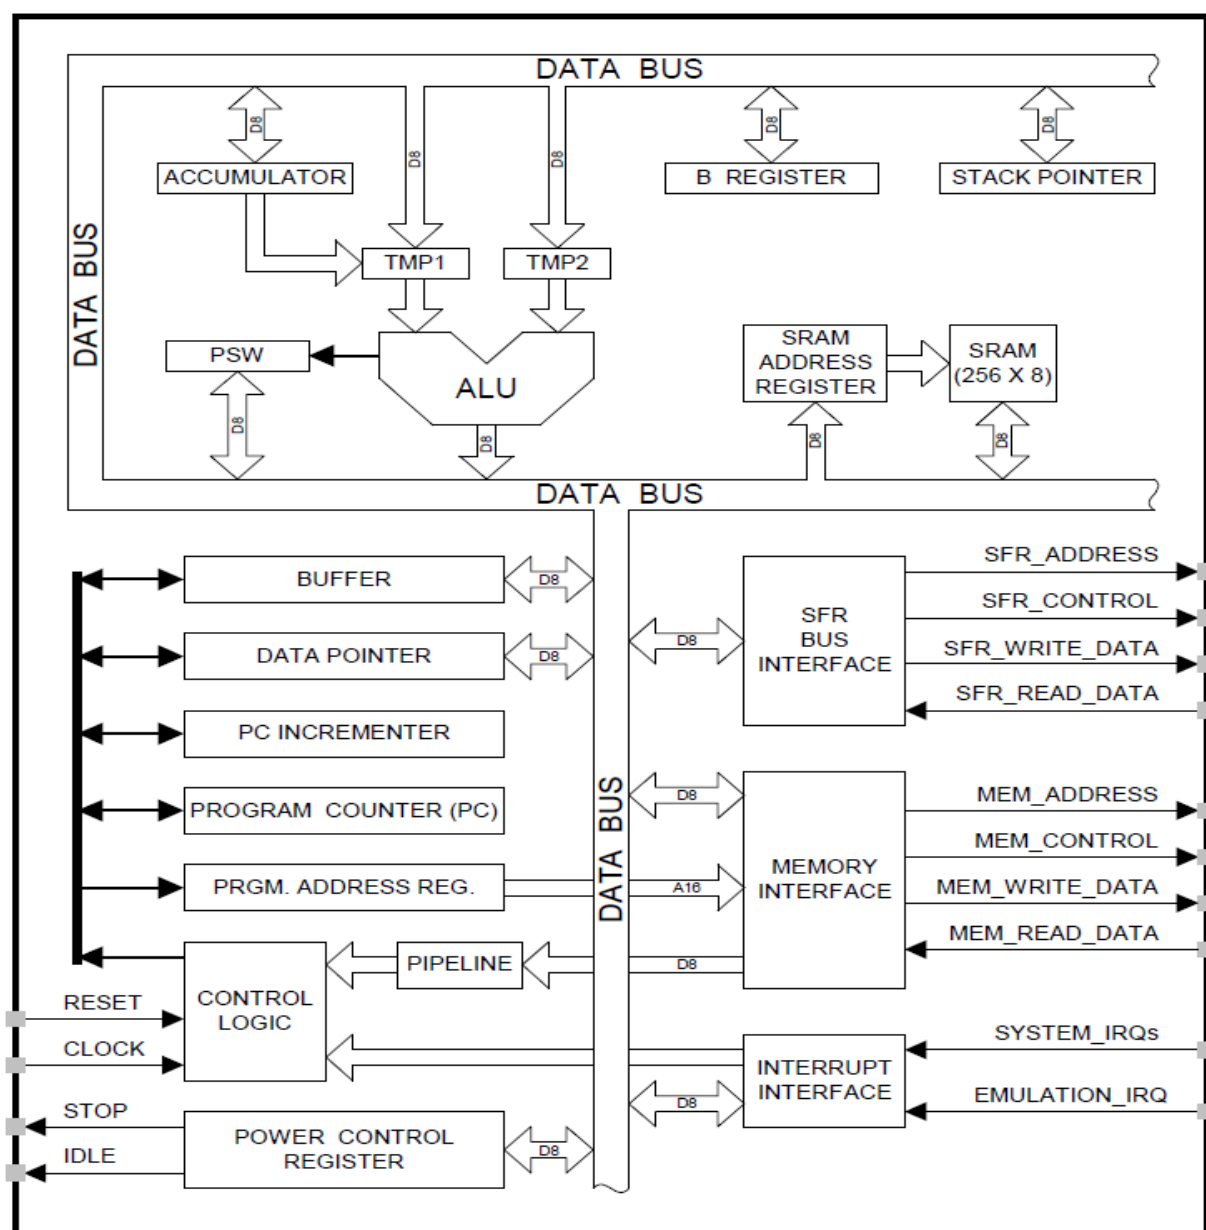 DATA BUS
D8
D8
D8
D8
D8
ACCUMULATOR
B REGISTER
STACK POINTER
DATA BUS
TMP1
TMP2
PSW
ALU
SRAM
ADDRESS
REGISTER
SRAM
(256 X 8)
D8
D8
D8
D8
DATA BUS
BUFFER
D8
DATA POINTER
D8
PC INCREMENTER
PROGRAM COUNTER (PC)
PRGM. ADDRESS REG.
DATA BUS
D8
SFR
BUS
INTERFACE
SFR_ADDRESS
SFR_CONTROL
SFR_WRITE_DATA
SFR_READ_DATA
D8
A16
D8
MEMORY
INTERFACE
MEM_ADDRESS
MEM_CONTROL
MEM_WRITE_DATA
MEM_READ_DATA
PIPELINE
CONTROL
LOGIC
RESET
CLOCK
INTERRUPT
INTERFACE
D8
SYSTEM_IRQs
EMULATION_IRQ
STOP
IDLE
POWER CONTROL
REGISTER
D8